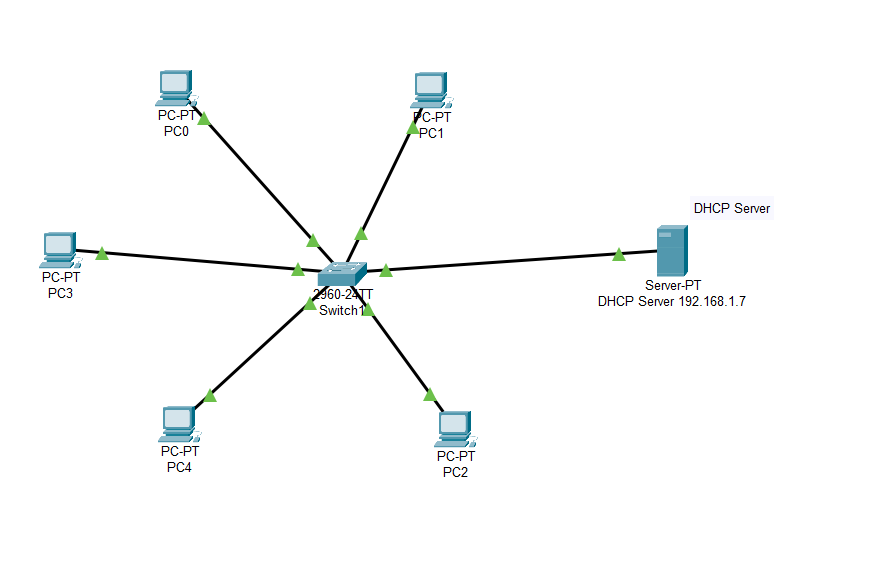 PC-PT
PC0
PC-PT
PC1
DHCP Server
PC-PT
PC3
2960-24TT
Switch1
Server-PT
DHCP Server 192.168.1.7
PC-PT
PC4
PC-PT
PC2